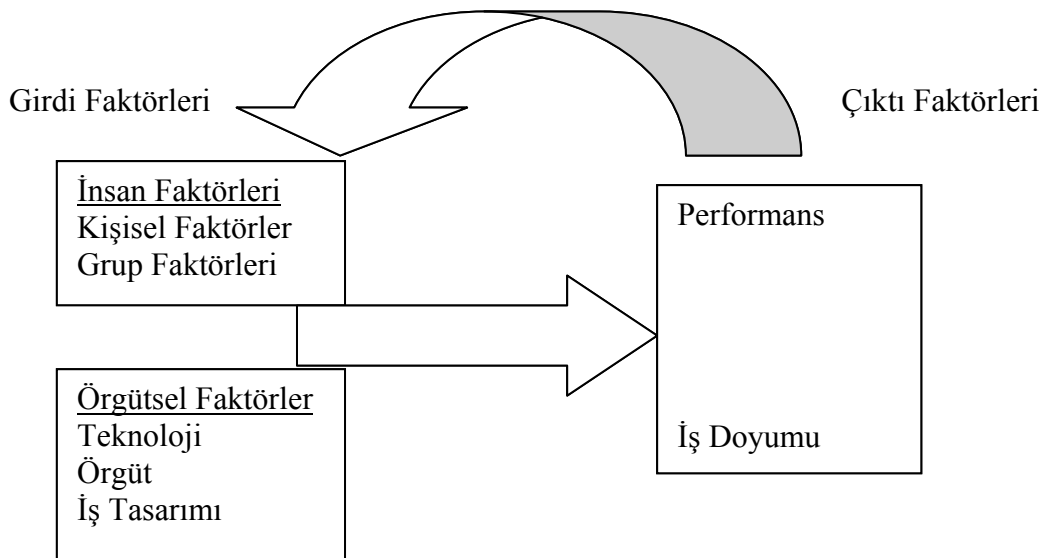 Girdi Faktörleri
Çıktı Faktörleri
İnsan Faktörleri
Kişisel Faktörler
Grup Faktörleri
Performans
İş Doyumu
Örgütsel Faktörler
Teknoloji
Örgüt
İş Tasarımı